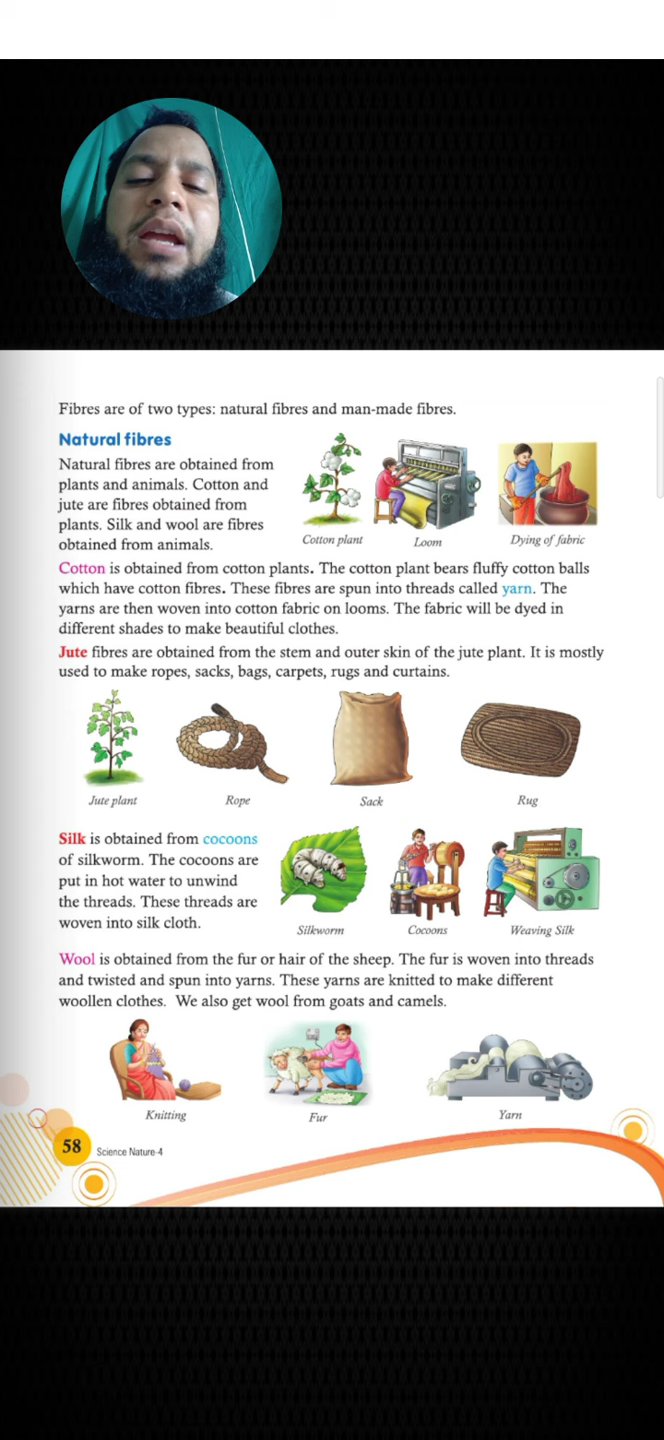 Fibres are of two types: natural fibres and man-made fibres.
Natural fibres
Natural fibres are obtained from
plants and animals. Cotton and
jute are fibres obtained from
plants. Silk and wool are fibres
obtained from animals.
Cotton plant
Loom
Dying of fabric
Cotton is obtained from cotton plants. The cotton plant bears fluffy cotton balls
which have cotton fibres. These fibres are spun into threads called yarn. The
yarns are then woven into cotton fabric on looms. The fabric will be dyed in
different shades to make beautiful clothes.
Jute fibres are obtained from the stem and outer skin of the jute plant. It is mostly
used to make ropes, sacks, bags, carpets, rugs and curtains.
Jute plant
Rope
Sack
Rug
Silk is obtained from cocoons
of silkworm. The cocoons are
put in hot water to unwind
the threads. These threads are
woven into silk cloth.
Silkworm
Cocoons
Weaving Silk
Wool is obtained from the fur or hair of the sheep. The fur is woven into threads
and twisted and spun into yarns. These yarns are knitted to make different
woollen clothes. We also get wool from goats and camels.
Knitting
Fur
Yarn
58
Science Nature-4